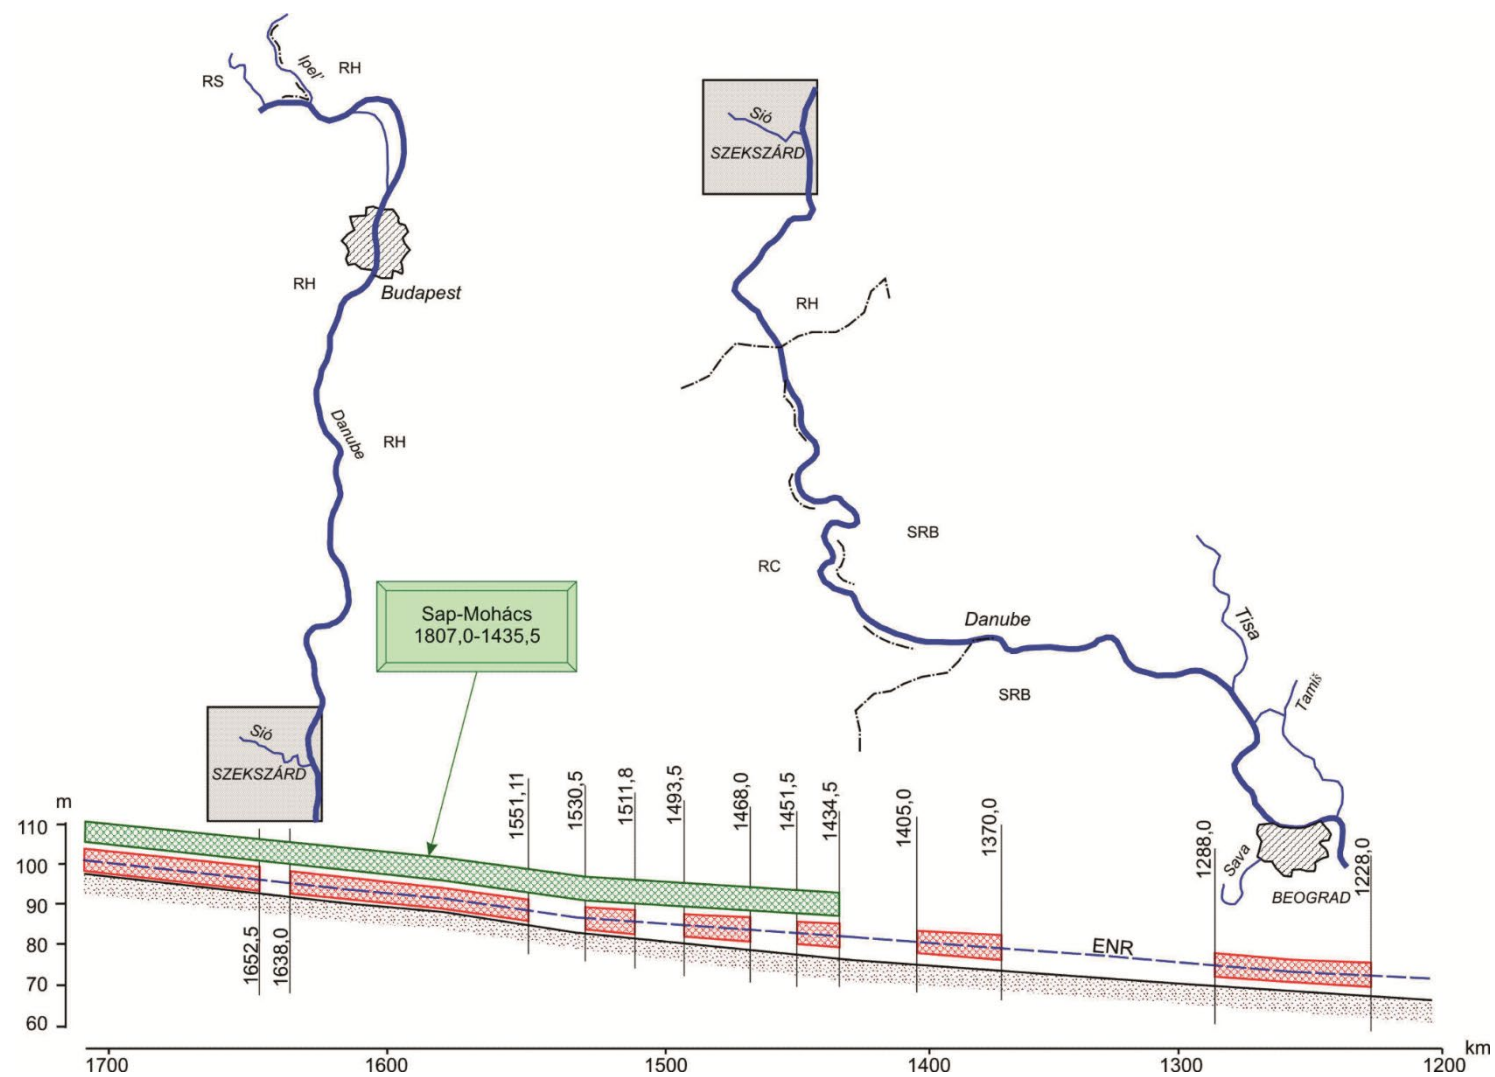 Ipel'
RH
RS
Sió
SZEKSZÁRD
RH
Budapest
RH
Danube
RH
SRB
RC
Danube
Tisa
SRB
Tamiš
Sap-Mohács
1807,0-1435,5
Sió
SZEKSZÁRD
Sava
BEOGRAD
m
110
100
90
80
70
60
1652,5
1638,0
1551,11
1530,5
1511,8
1493,5
1468,0
1451,5
1434,5
1405,0
1370,0
1288,0
1228,0
ENR
1700
1600
1500
1400
1300
1200
km